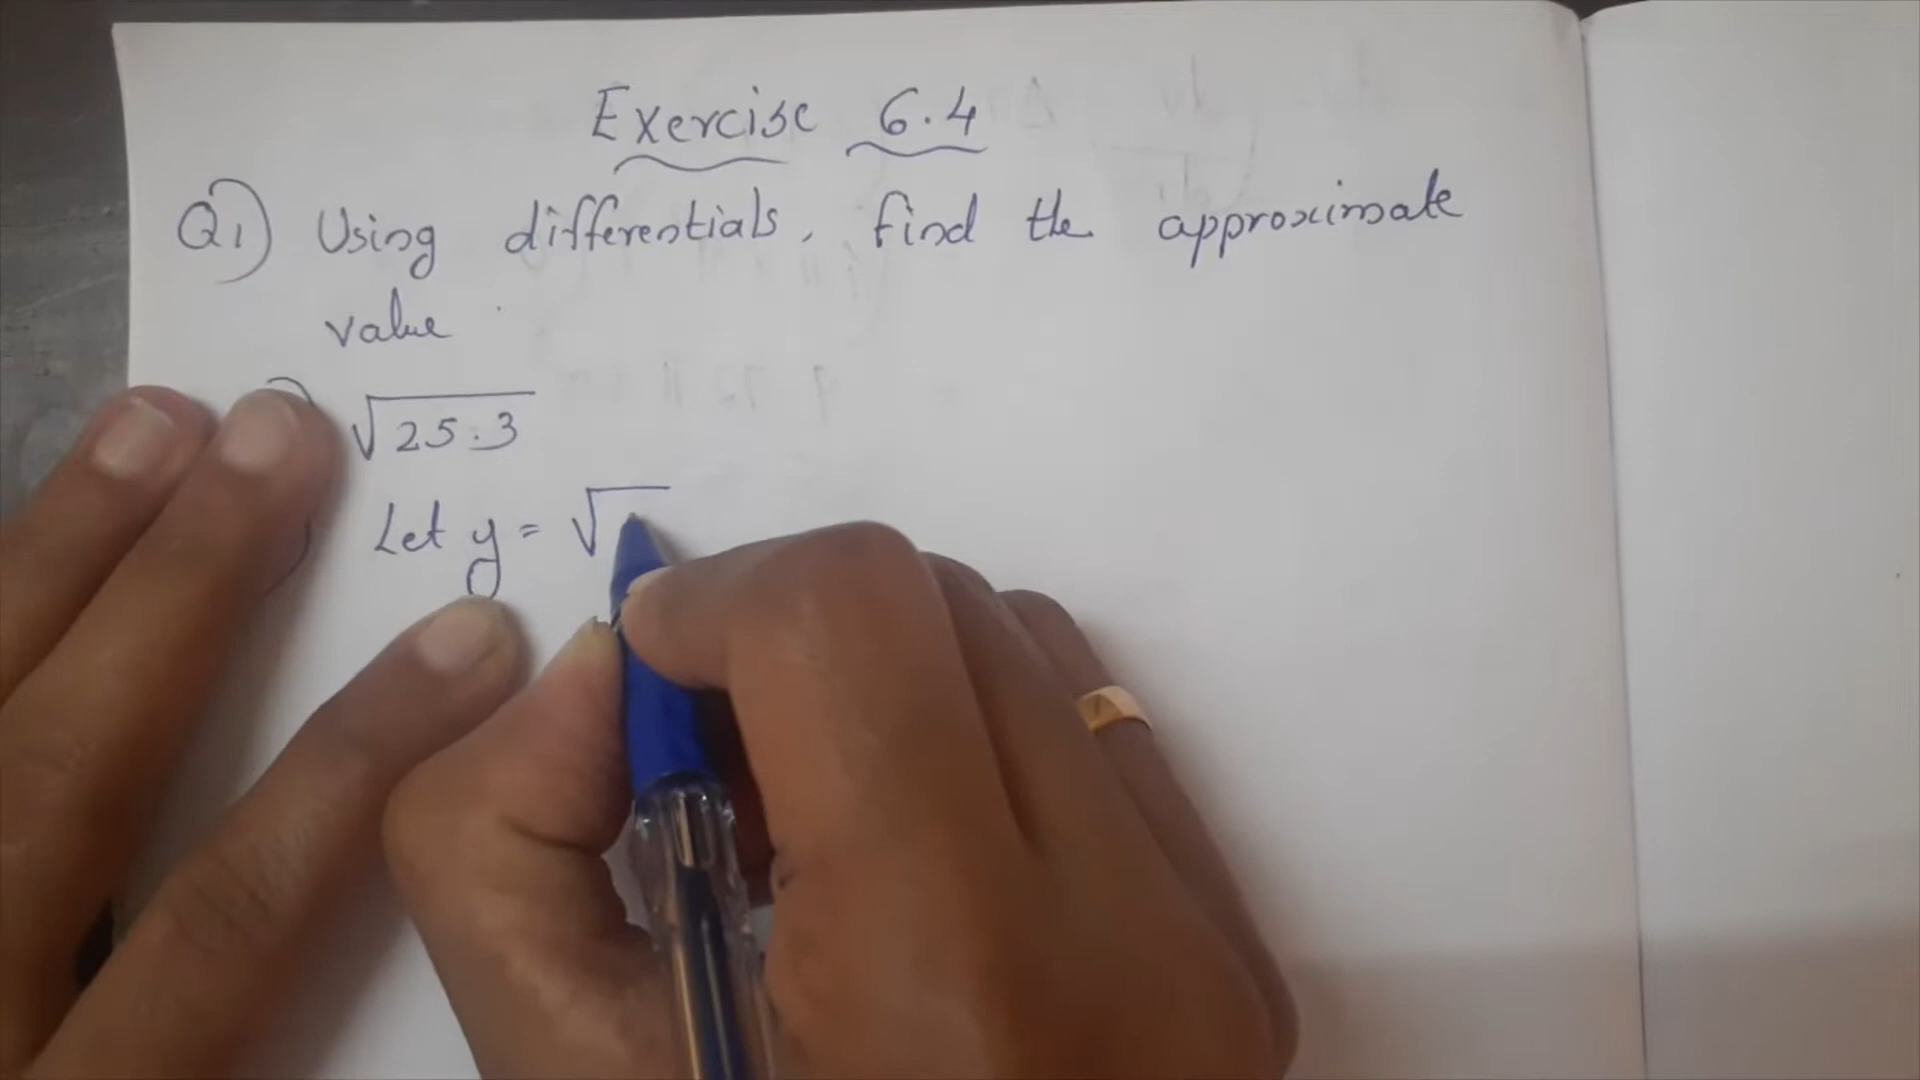 Exercise 6.4
Q1) Using differentials, find the approximate
value
√25.3
Let y = √